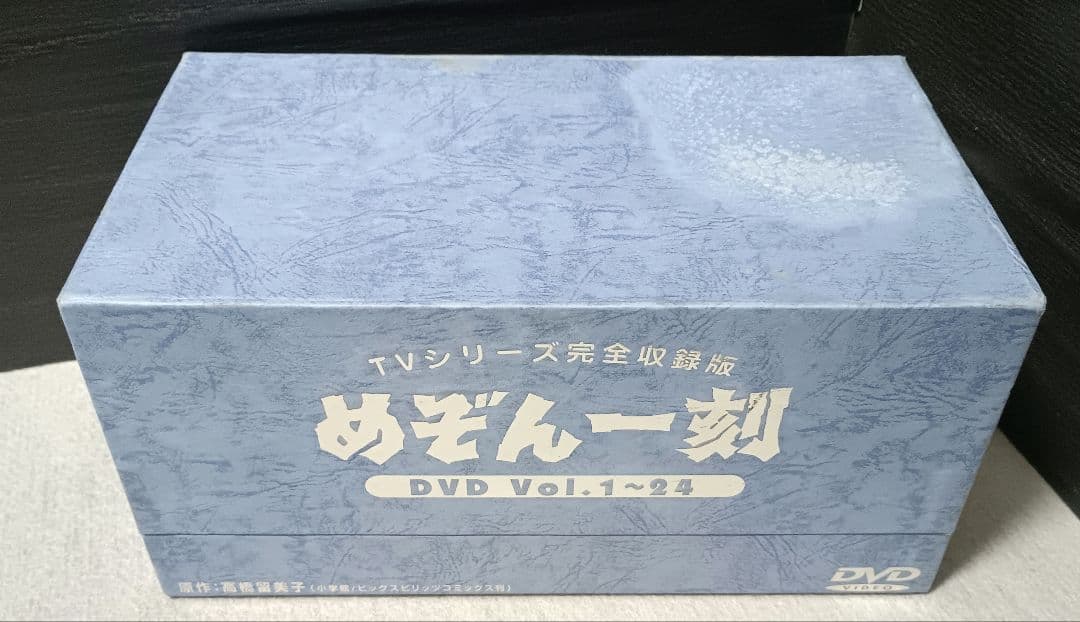 TVシリーズ完全収録版
めぞん一刻
DVD Vol.1~24
原作:高橋留美子(小学館/ビッグスピリッツコミックス刊)
DVD
VIDEO